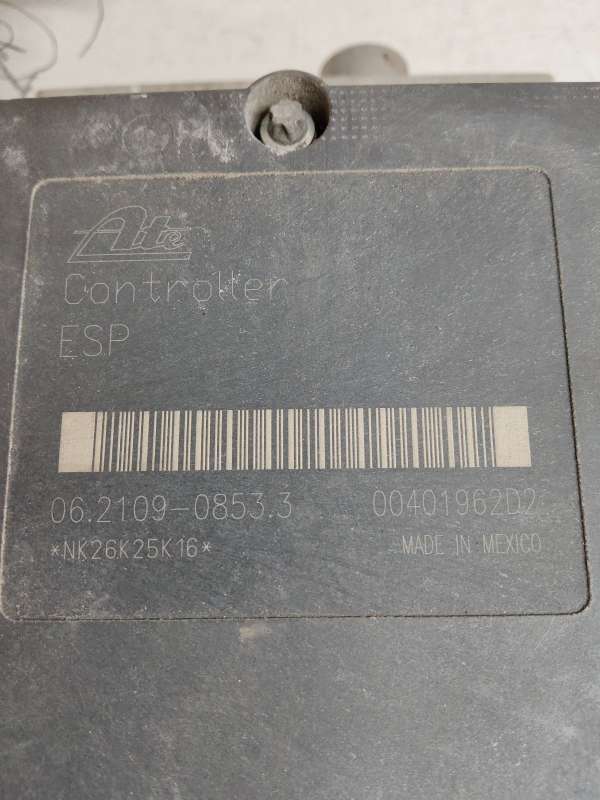 Ate
Controller
ESP
06.2109-0853.3 00401962D2
*NK26K25K16* MADE IN MEXICO